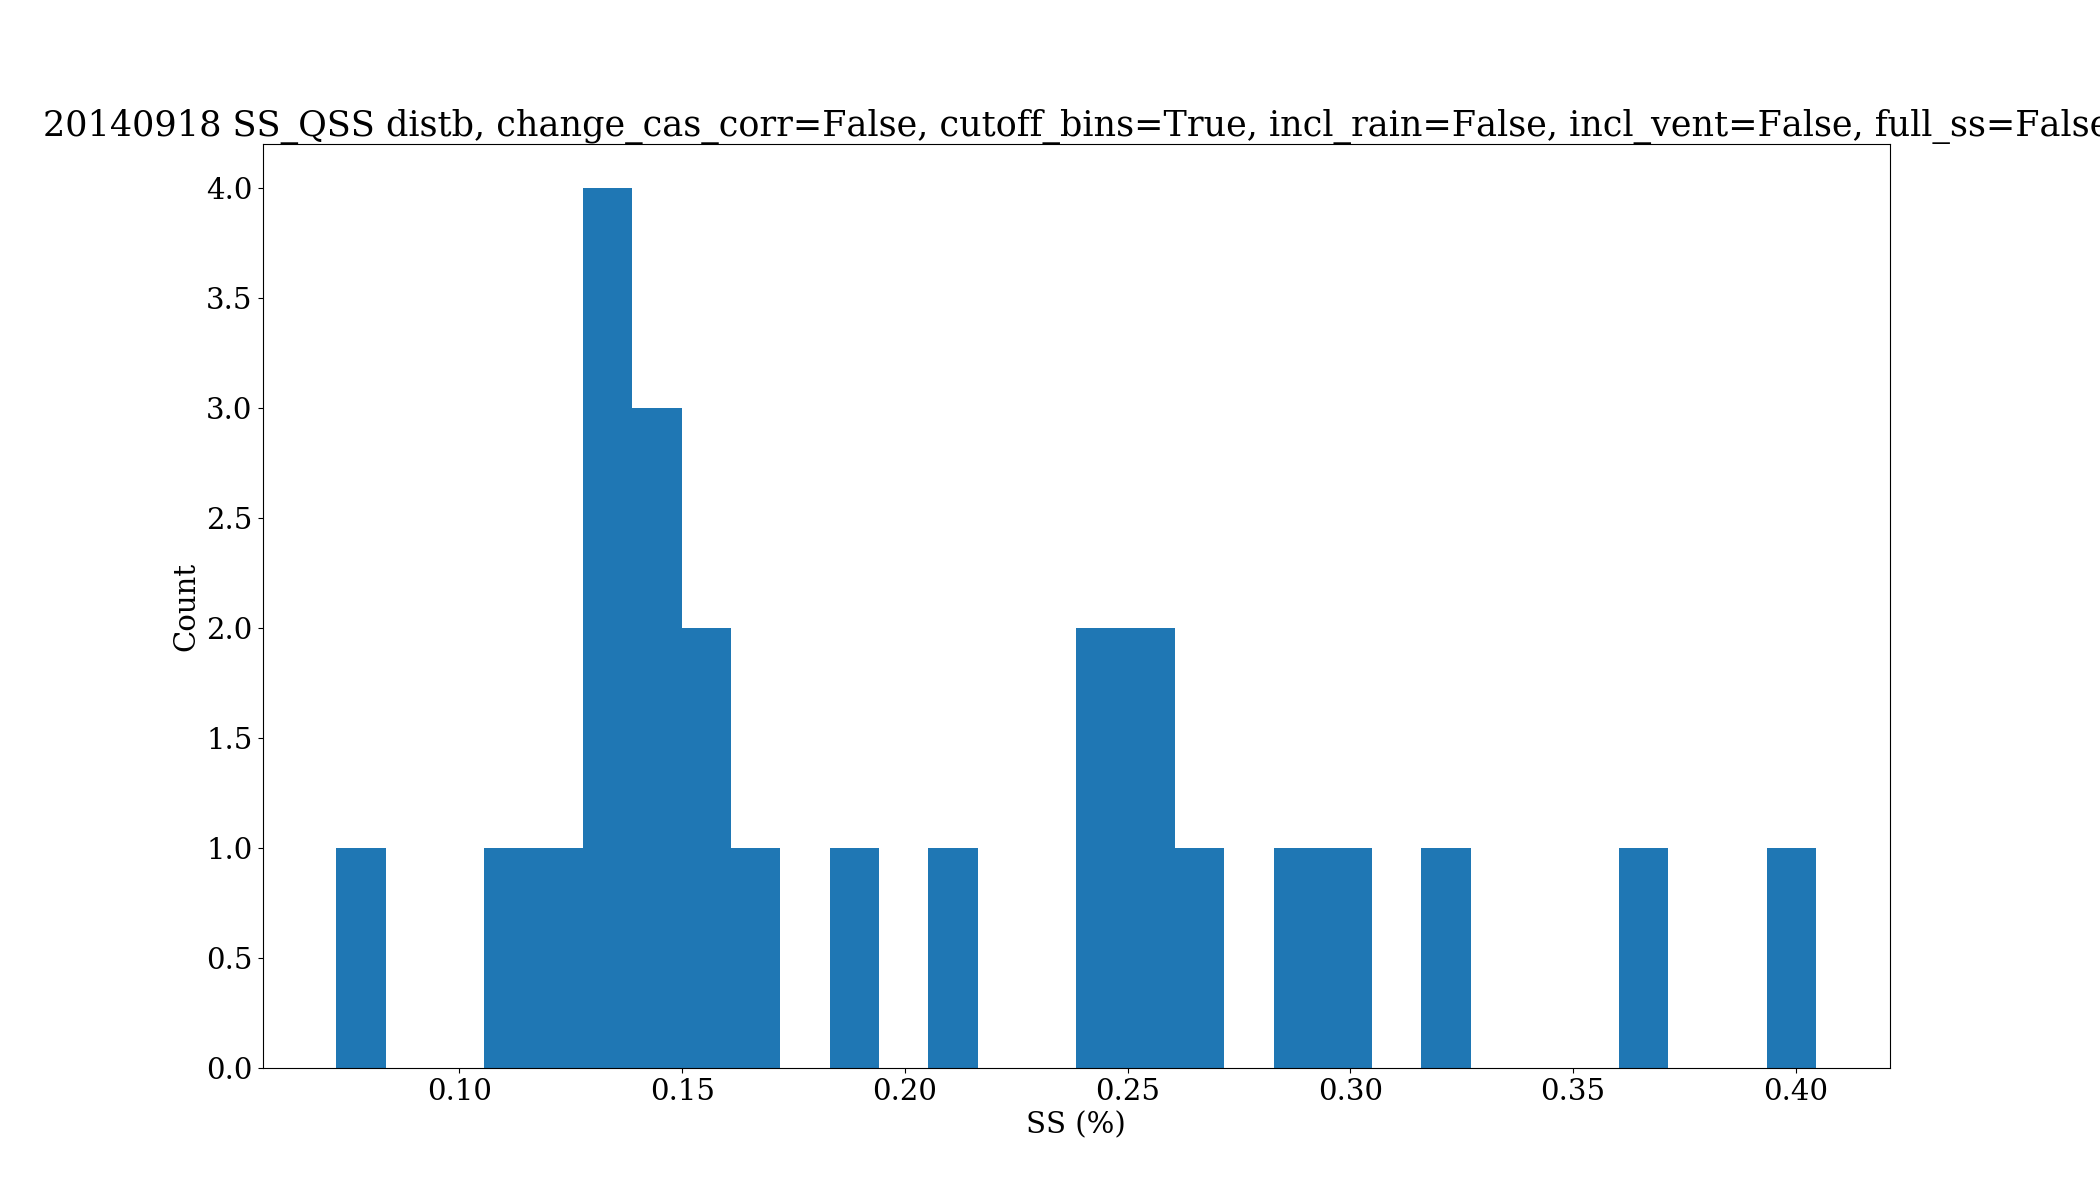 20140918 SS_QSS distb, change_cas_corr=False, cutoff_bins=True, incl_rain=False, incl_vent=False, full_ss=False
4.0
3.5
3.0
2.5
2.0
1.5
1.0
0.5
0.0
Count
0.10 0.15 0.20 0.25 0.30 0.35 0.40
SS (%)